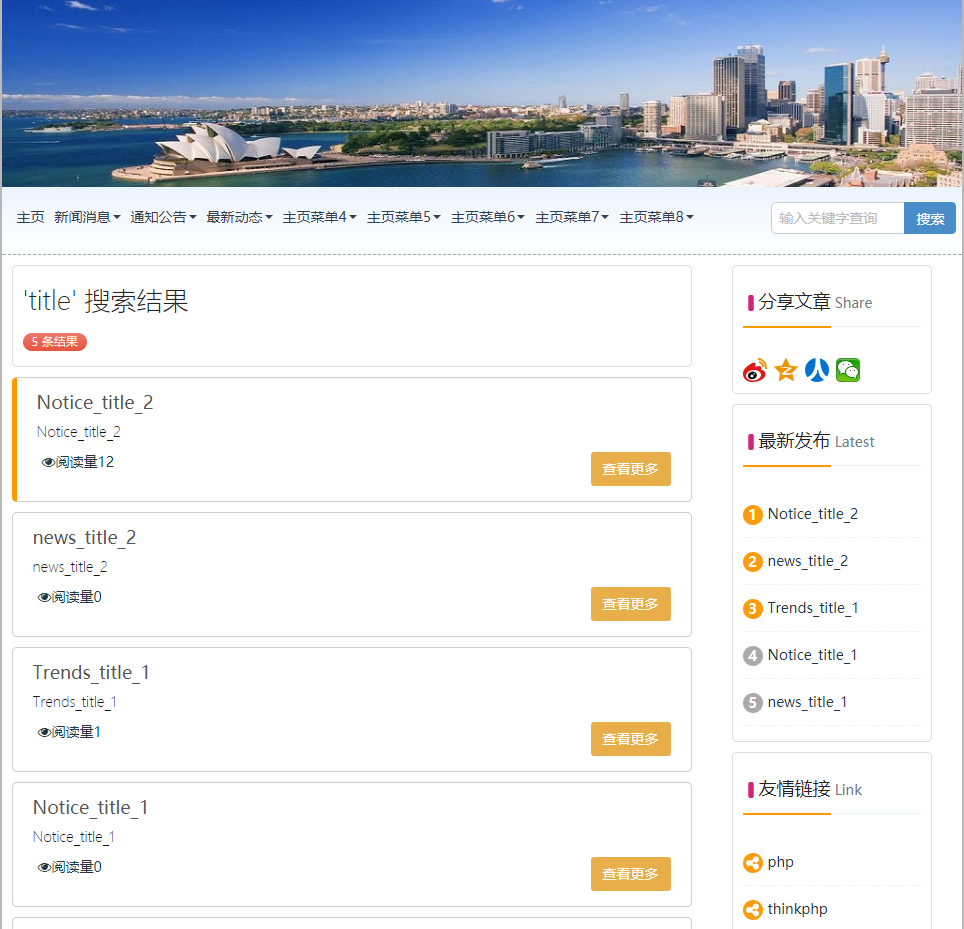 主页 新闻消息 通知公告 最新动态 主页菜单4 主页菜单5 主页菜单6 主页菜单7 主页菜单8 输入关键字查询 搜索
'title' 搜索结果
5 条结果
Notice_title_2
Notice_title_2
阅读量12
查看更多
news_title_2
news_title_2
阅读量0
查看更多
Trends_title_1
Trends_title_1
阅读量1
查看更多
Notice_title_1
Notice_title_1
阅读量0
查看更多
分享文章 Share
最新发布 Latest
1 Notice_title_2
2 news_title_2
3 Trends_title_1
4 Notice_title_1
5 news_title_1
友情链接 Link
php
thinkphp